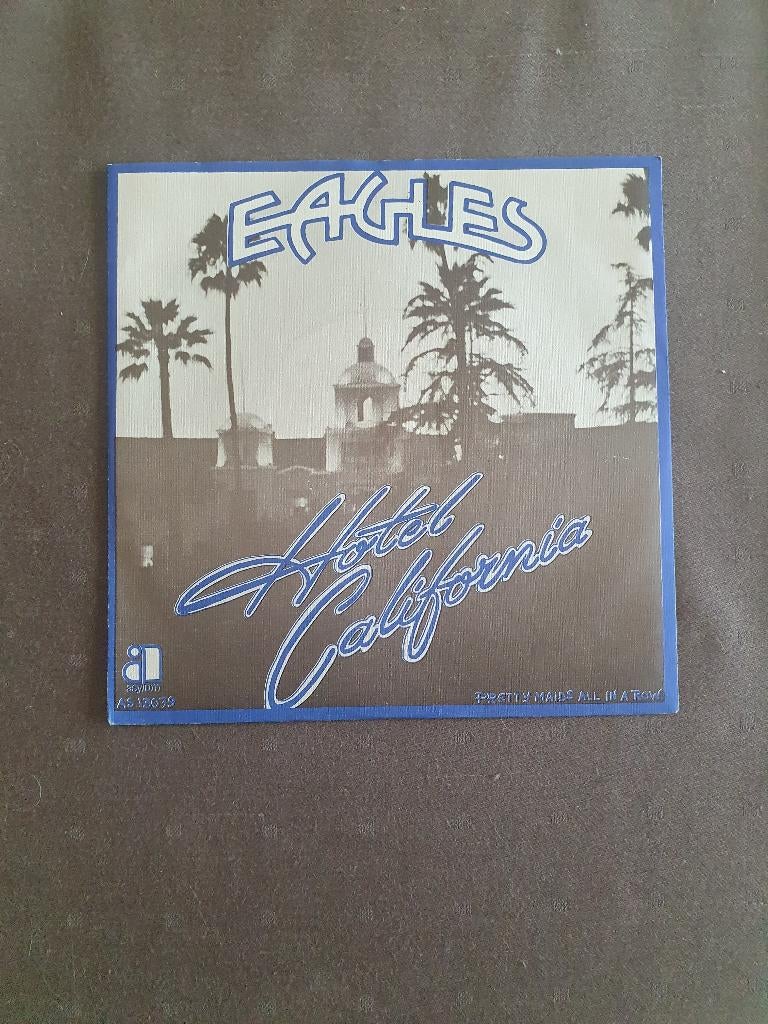 EAGLES
Hotel
California
asylum
AS 13079
PRETTY MAIDS ALL IN A ROW